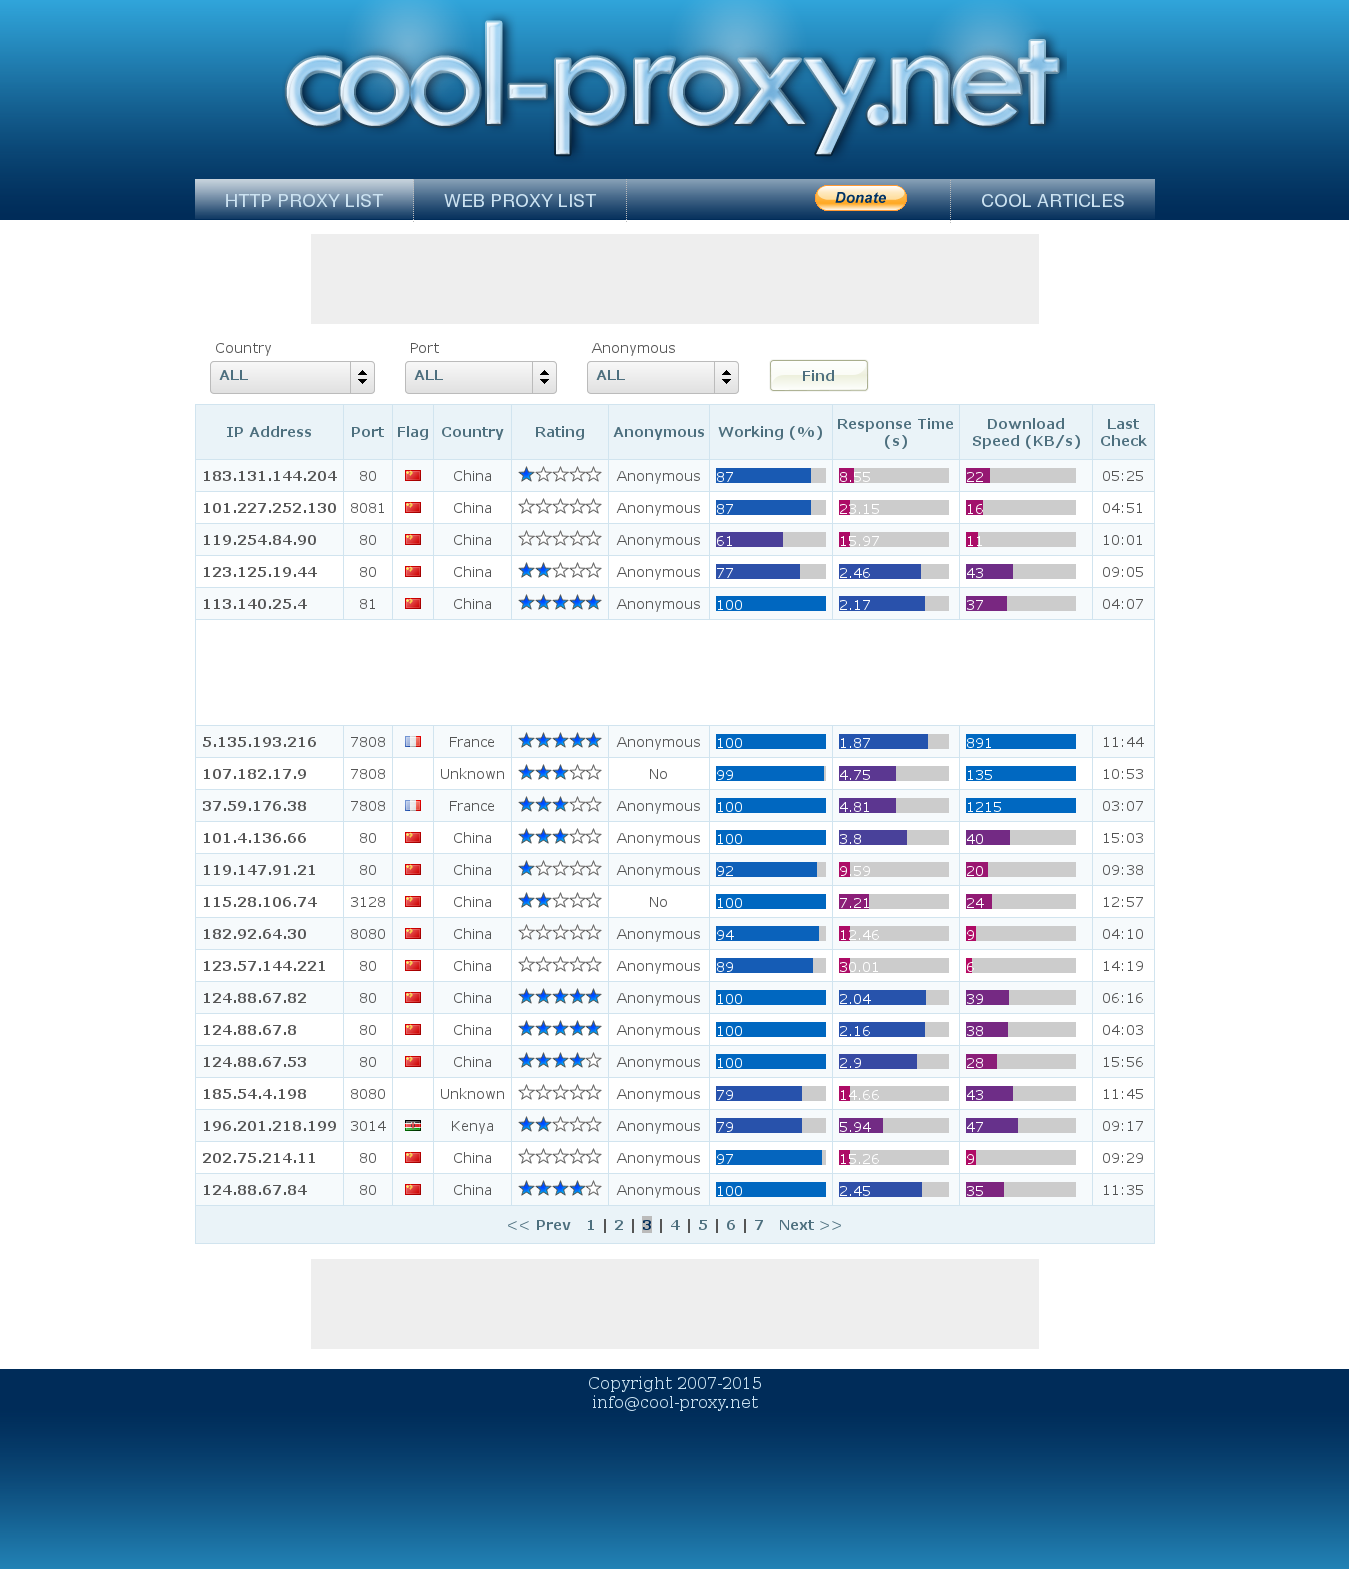 cool-proxy.net
HTTP PROXY LIST WEB PROXY LIST Donate COOL ARTICLES
Country Port Anonymous
ALL ALL ALL Find
IP Address Port Flag Country Rating Anonymous Working (%) Response Time (s) Download Speed (KB/s) Last Check
183.131.144.204 80 China Anonymous 87 8.55 22 05:25
101.227.252.130 8081 China Anonymous 87 23.15 16 04:51
119.254.84.90 80 China Anonymous 61 15.97 11 10:01
123.125.19.44 80 China Anonymous 77 2.46 43 09:05
113.140.25.4 81 China Anonymous 100 2.17 37 04:07
5.135.193.216 7808 France Anonymous 100 1.87 891 11:44
107.182.17.9 7808 Unknown No 99 4.75 135 10:53
37.59.176.38 7808 France Anonymous 100 4.81 1215 03:07
101.4.136.66 80 China Anonymous 100 3.8 40 15:03
119.147.91.21 80 China Anonymous 92 9.59 20 09:38
115.28.106.74 3128 China No 100 7.21 24 12:57
182.92.64.30 8080 China Anonymous 94 12.46 9 04:10
123.57.144.221 80 China Anonymous 89 30.01 6 14:19
124.88.67.82 80 China Anonymous 100 2.04 39 06:16
124.88.67.8 80 China Anonymous 100 2.16 38 04:03
124.88.67.53 80 China Anonymous 100 2.9 28 15:56
185.54.4.198 8080 Unknown Anonymous 79 14.66 43 11:45
196.201.218.199 3014 Kenya Anonymous 79 5.94 47 09:17
202.75.214.11 80 China Anonymous 97 15.26 9 09:29
124.88.67.84 80 China Anonymous 100 2.45 35 11:35
<< Prev 1 | 2 | 3 | 4 | 5 | 6 | 7 Next >>
Copyright 2007-2015
info@cool-proxy.net